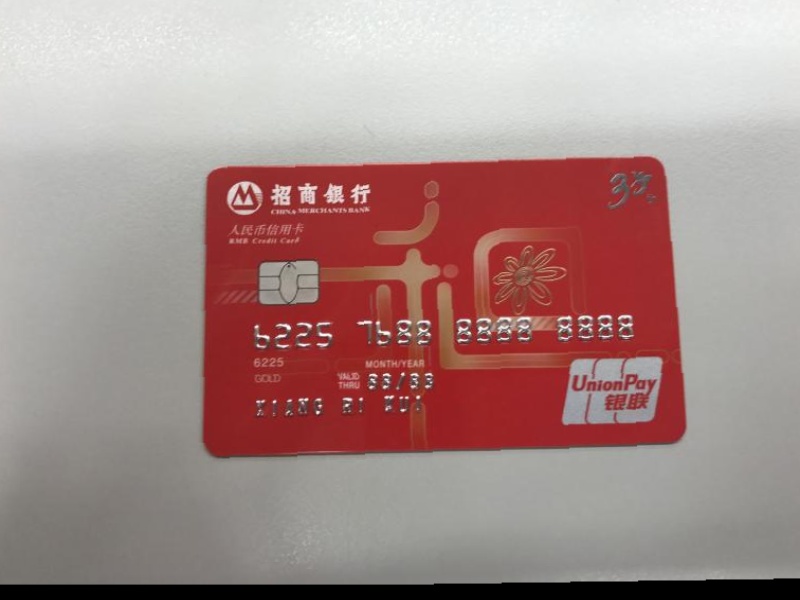 招商银行
CHINA MERCHANTS BANK
人民币信用卡
RMB Credit Card
6225 7688 8888 8888
6225
MONTH/YEAR
GOLD
VALID THRU 88/88
XIANG RI KUI
UnionPay
银联